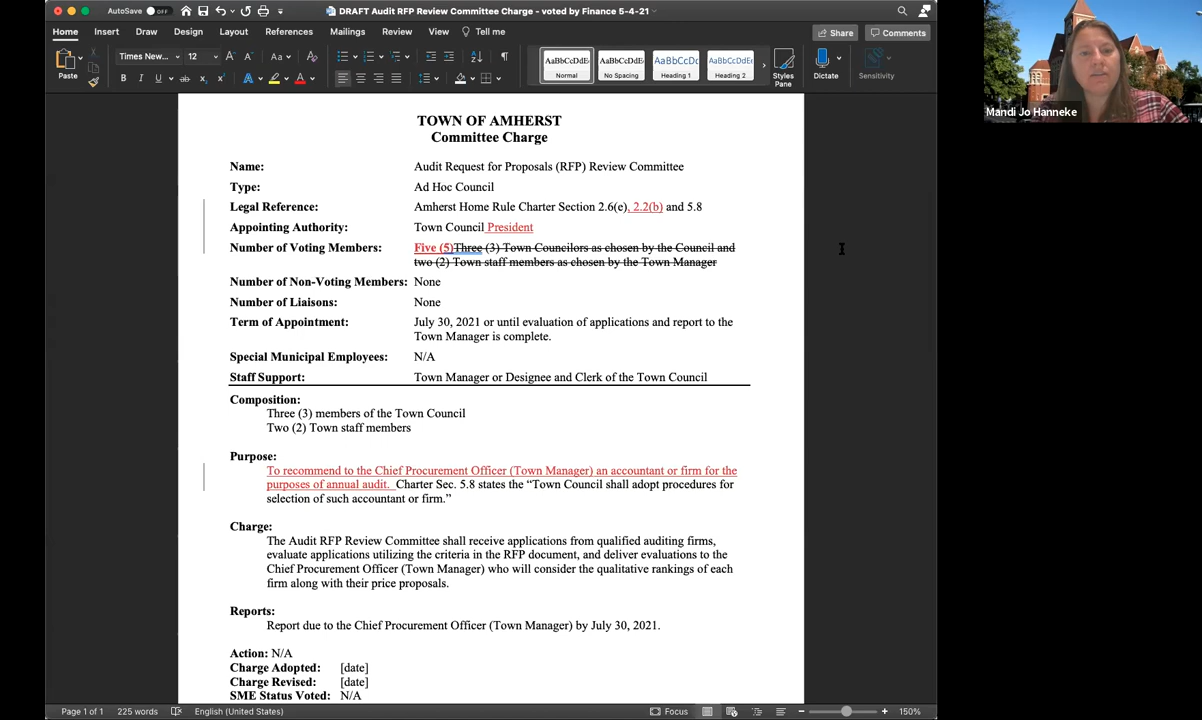 AutoSave OFF
DRAFT Audit RFP Review Committee Charge - voted by Finance 5-4-21
Home Insert Draw Design Layout References Mailings Review View Tell me
Share Comments
Paste
Times New... 12
AaBbCcDdEe AaBbCcDdEe AaBbCcDc AaBbCcDdEe
Normal No Spacing Heading 1 Heading 2
Styles Pane
Dictate
Sensitivity
Mandi Jo Hanneke
TOWN OF AMHERST
Committee Charge
Name: Audit Request for Proposals (RFP) Review Committee
Type: Ad Hoc Council
Legal Reference: Amherst Home Rule Charter Section 2.6(e), 2.2(b) and 5.8
Appointing Authority: Town Council President
Number of Voting Members: Five (5)Three (3) Town Councilors as chosen by the Council and
two (2) Town staff members as chosen by the Town Manager
Number of Non-Voting Members: None
Number of Liaisons: None
Term of Appointment: July 30, 2021 or until evaluation of applications and report to the
Town Manager is complete.
Special Municipal Employees: N/A
Staff Support: Town Manager or Designee and Clerk of the Town Council
Composition:
Three (3) members of the Town Council
Two (2) Town staff members
Purpose:
To recommend to the Chief Procurement Officer (Town Manager) an accountant or firm for the
purposes of annual audit. Charter Sec. 5.8 states the “Town Council shall adopt procedures for
selection of such accountant or firm.”
Charge:
The Audit RFP Review Committee shall receive applications from qualified auditing firms,
evaluate applications utilizing the criteria in the RFP document, and deliver evaluations to the
Chief Procurement Officer (Town Manager) who will consider the qualitative rankings of each
firm along with their price proposals.
Reports:
Report due to the Chief Procurement Officer (Town Manager) by July 30, 2021.
Action: N/A
Charge Adopted: [date]
Charge Revised: [date]
SME Status Voted: N/A
Page 1 of 1 225 words English (United States) Focus 150%